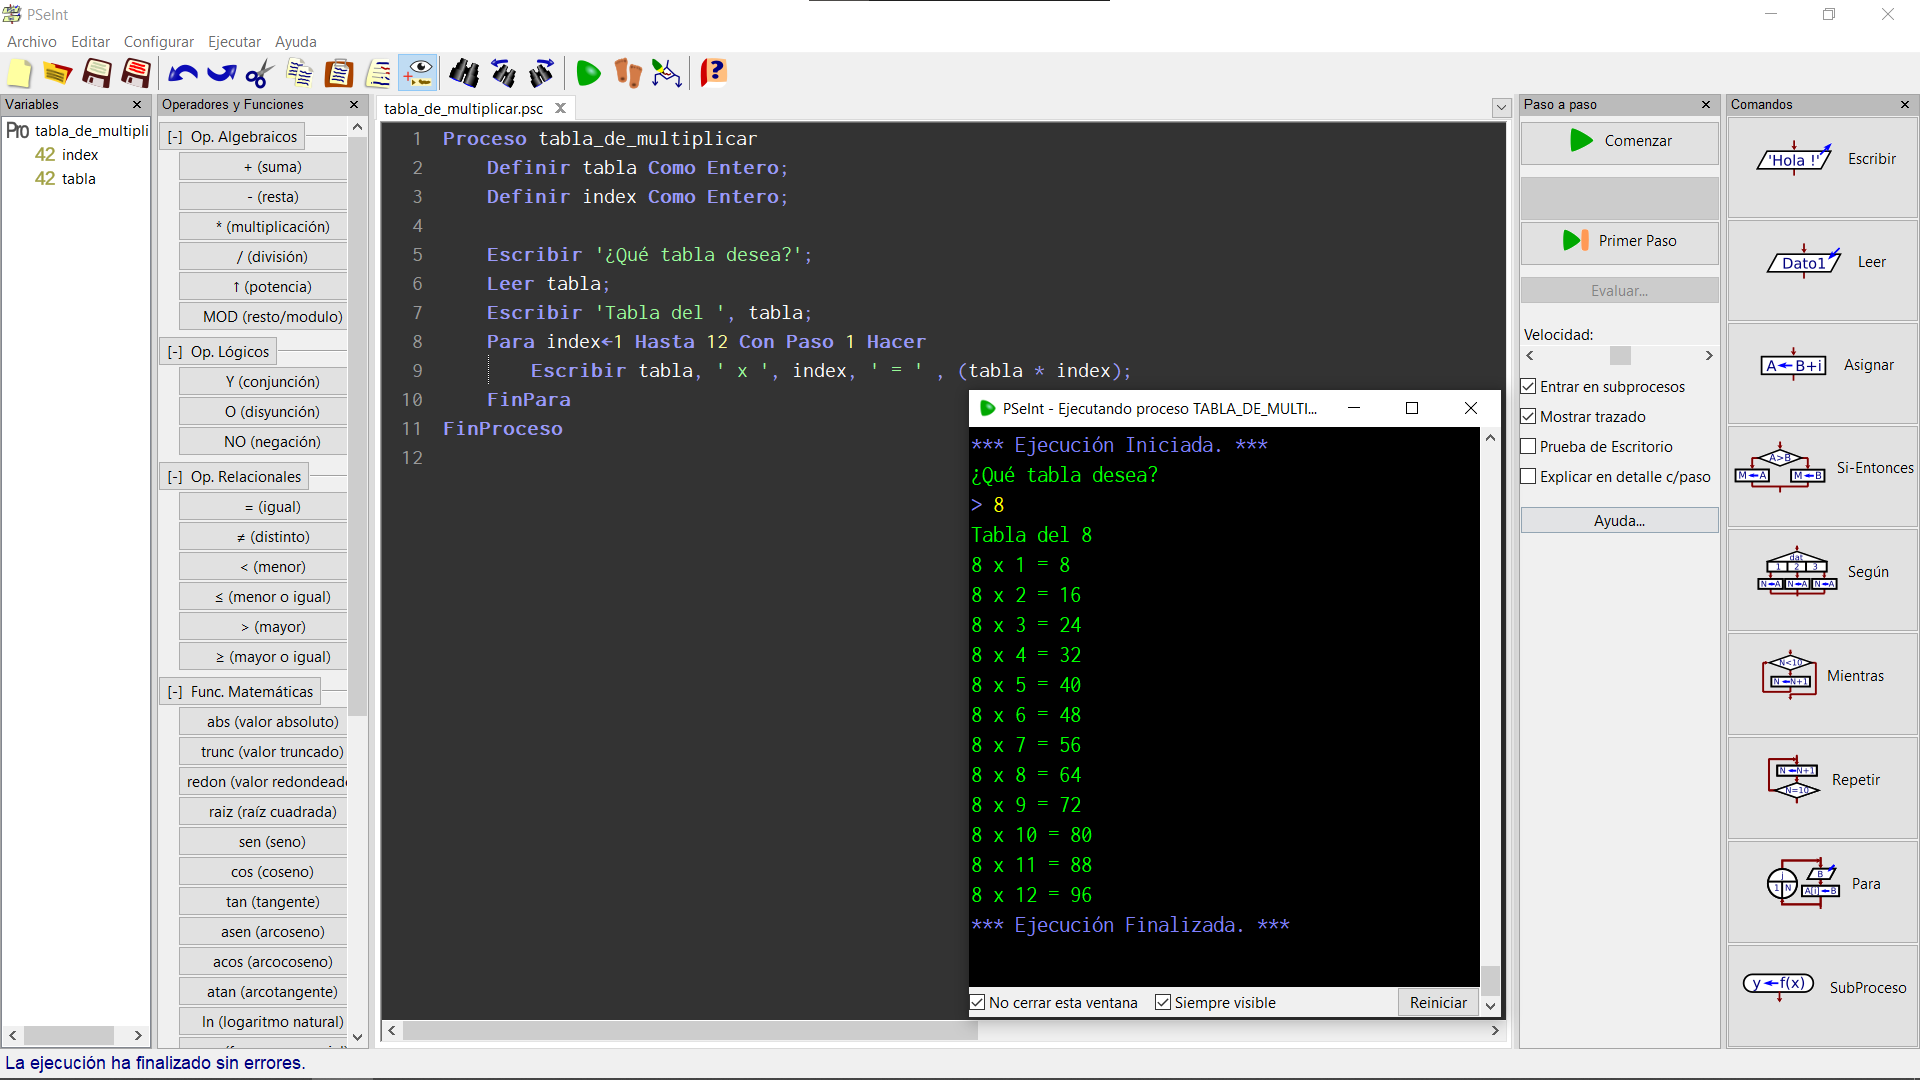 PSeInt
Archivo Editar Configurar Ejecutar Ayuda
Variables
tabla_de_multipli
42 index
42 tabla
Operadores y Funciones
[-] Op. Algebraicos
+ (suma)
- (resta)
* (multiplicación)
/ (división)
↑ (potencia)
MOD (resto/modulo)
[-] Op. Lógicos
Y (conjunción)
O (disyunción)
NO (negación)
[-] Op. Relacionales
= (igual)
≠ (distinto)
< (menor)
≤ (menor o igual)
> (mayor)
≥ (mayor o igual)
[-] Func. Matemáticas
abs (valor absoluto)
trunc (valor truncado)
redon (valor redondeado
raiz (raíz cuadrada)
sen (seno)
cos (coseno)
tan (tangente)
asen (arcoseno)
acos (arcocoseno)
atan (arcotangente)
ln (logaritmo natural)
tabla_de_multiplicar.psc
1 Proceso tabla_de_multiplicar
2 Definir tabla Como Entero;
3 Definir index Como Entero;
4
5 Escribir '¿Qué tabla desea?';
6 Leer tabla;
7 Escribir 'Tabla del ', tabla;
8 Para index←1 Hasta 12 Con Paso 1 Hacer
9 Escribir tabla, ' x ', index, ' = ' , (tabla * index);
10 FinPara
11 FinProceso
12
PSeInt - Ejecutando proceso TABLA_DE_MULTI...
*** Ejecución Iniciada. ***
¿Qué tabla desea?
> 8
Tabla del 8
8 x 1 = 8
8 x 2 = 16
8 x 3 = 24
8 x 4 = 32
8 x 5 = 40
8 x 6 = 48
8 x 7 = 56
8 x 8 = 64
8 x 9 = 72
8 x 10 = 80
8 x 11 = 88
8 x 12 = 96
*** Ejecución Finalizada. ***
No cerrar esta ventana Siempre visible Reiniciar
Paso a paso
Comenzar
Primer Paso
Evaluar...
Velocidad:
Entrar en subprocesos
Mostrar trazado
Prueba de Escritorio
Explicar en detalle c/paso
Ayuda...
Comandos
'Hola !' Escribir
Dato1 Leer
A←B+i Asignar
A>B
M←A M←B
Si-Entonces
dat
1 2 3
N←A N←A N←A
Según
N<10
N←N+1
Mientras
N←N+1
N=10
Repetir
i
1 N
B
A[i]←B
Para
y←f(x) SubProceso
La ejecución ha finalizado sin errores.